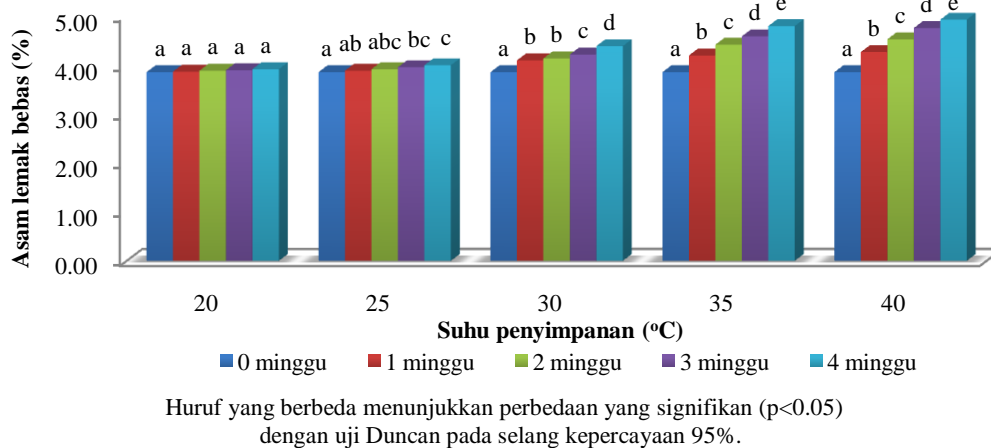 Asam lemak bebas (%)
5.00
4.00
3.00
2.00
1.00
0.00
a a a a a
a ab abc bc c
a b b c d
a b c d e
a b c d e
20 25 30 35 40
Suhu penyimpanan (ᵒC)
0 minggu 1 minggu 2 minggu 3 minggu 4 minggu
Huruf yang berbeda menunjukkan perbedaan yang signifikan (p<0.05)
dengan uji Duncan pada selang kepercayaan 95%.